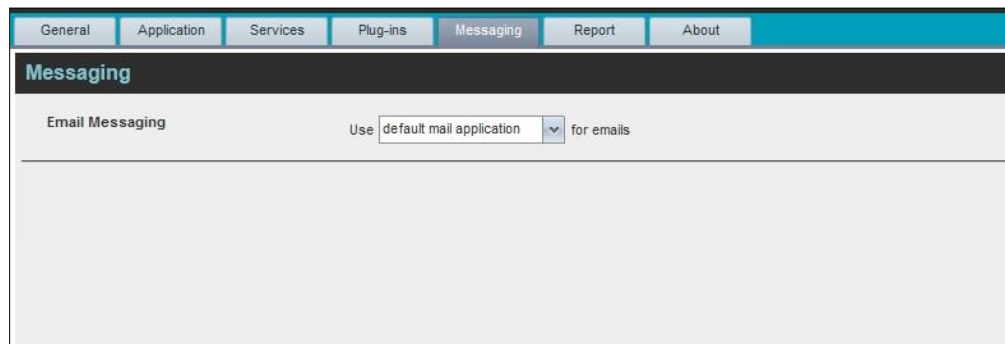 General Application Services Plug-ins Messaging Report About
Messaging
Email Messaging Use default mail application for emails